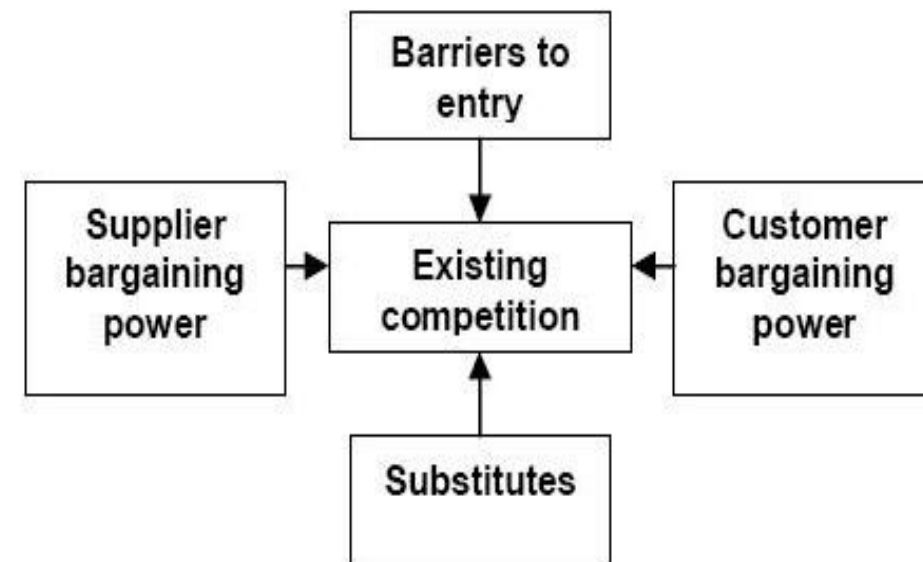 Barriers to
entry
Supplier
bargaining
power
Existing
competition
Customer
bargaining
power
Substitutes